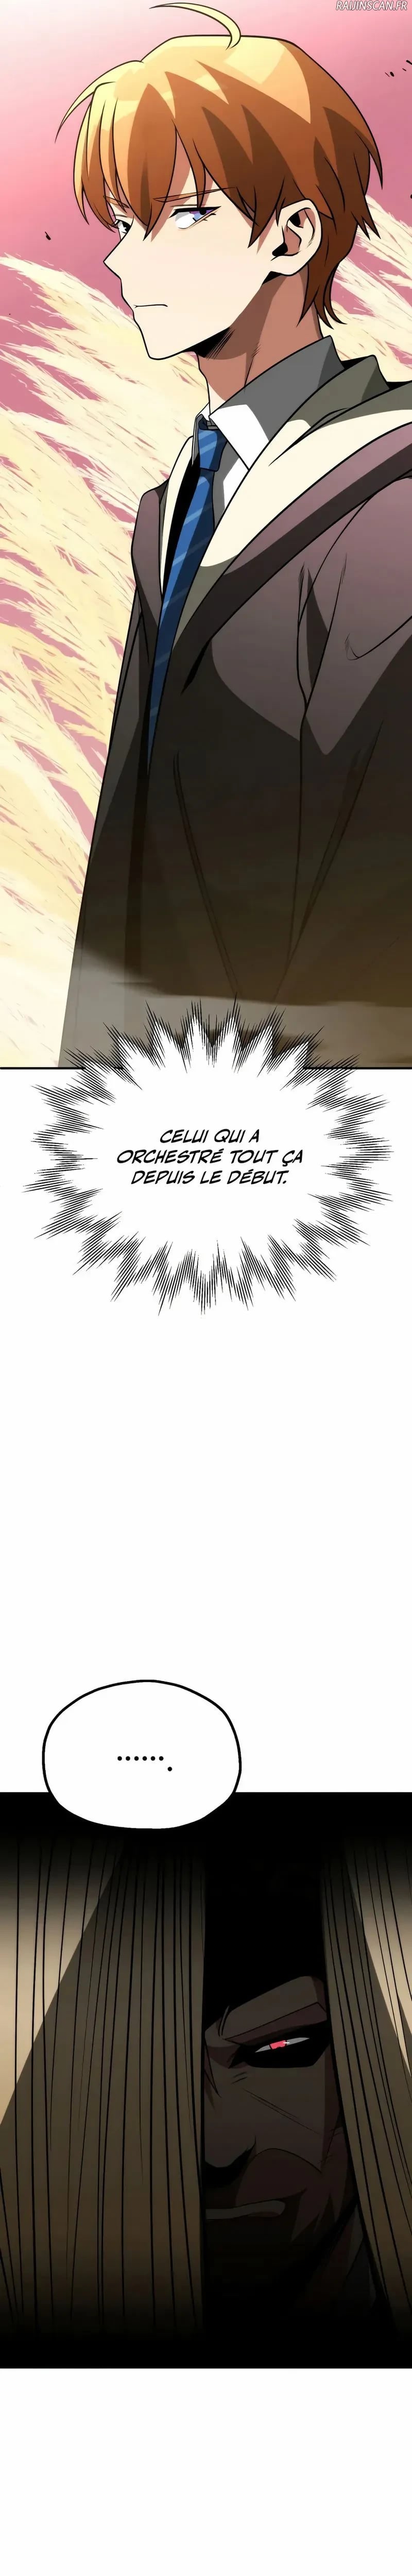 RAIJINSCAN.FR
CELUI QUI A
ORCHESTRÉ TOUT ÇA
DEPUIS LE DÉBUT.
.......